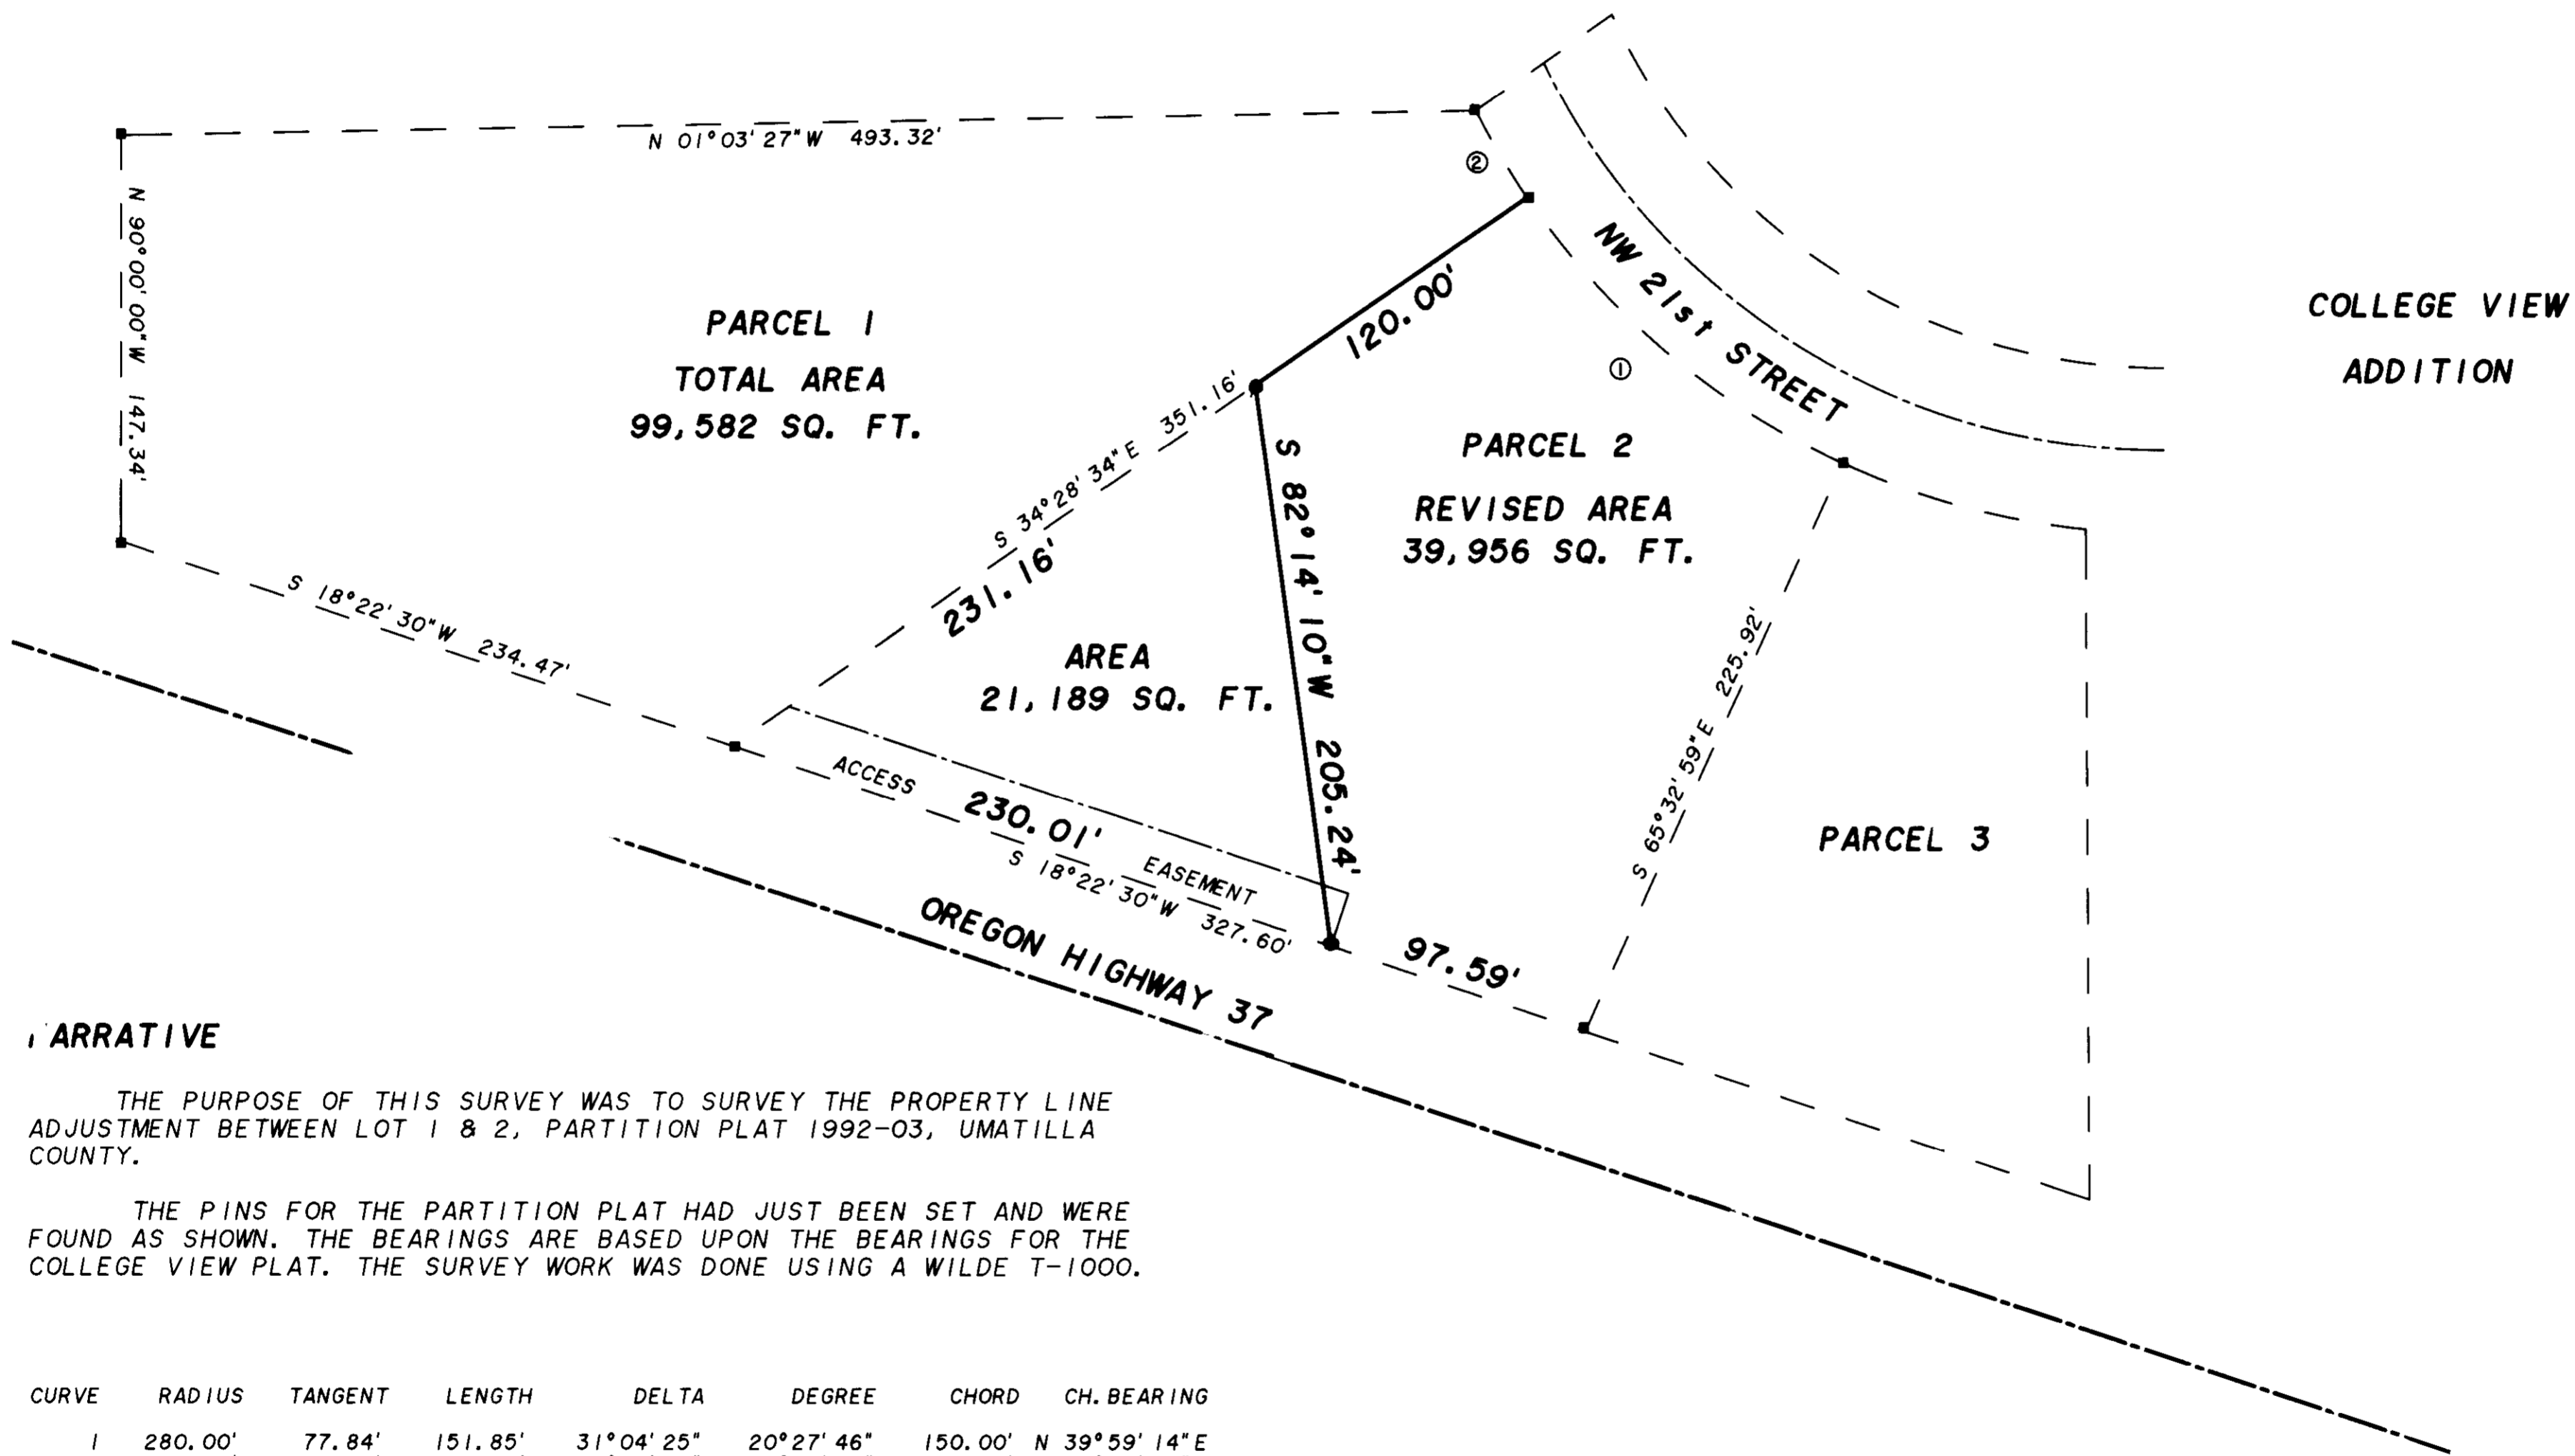 N 01°03'27"W 493.32'
②
N 90°00'00"W 147.34'
PARCEL 1
TOTAL AREA
99,582 SQ. FT.
120.00'
NW 21st STREET
①
COLLEGE VIEW
ADDITION
S 34°28'34"E 351.16'
231.16'
S 82°14'10"W 205.24'
PARCEL 2
REVISED AREA
39,956 SQ. FT.
S 18°22'30"W 234.47'
AREA
21,189 SQ. FT.
S 65°32'59"E 225.92'
PARCEL 3
ACCESS EASEMENT
230.01'
S 18°22'30"W 327.60'
97.59'
OREGON HIGHWAY 37
ARRATIVE
THE PURPOSE OF THIS SURVEY WAS TO SURVEY THE PROPERTY LINE
ADJUSTMENT BETWEEN LOT 1 & 2, PARTITION PLAT 1992-03, UMATILLA
COUNTY.
THE PINS FOR THE PARTITION PLAT HAD JUST BEEN SET AND WERE
FOUND AS SHOWN. THE BEARINGS ARE BASED UPON THE BEARINGS FOR THE
COLLEGE VIEW PLAT. THE SURVEY WORK WAS DONE USING A WILDE T-1000.
CURVE RADIUS TANGENT LENGTH DELTA DEGREE CHORD CH. BEARING
1 280.00' 77.84' 151.85' 31°04'25" 20°27'46" 150.00' N 39°59'14"E